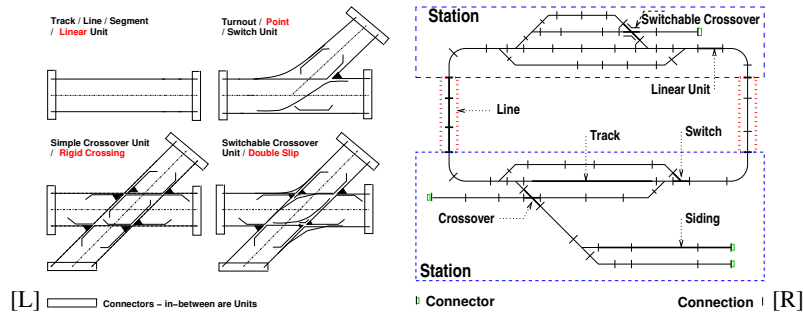 Track / Line / Segment
/ Linear Unit
Turnout / Point
/ Switch Unit
Simple Crossover Unit
/ Rigid Crossing
Switchable Crossover
Unit / Double Slip
[L]
Connectors – in–between are Units
Station
Switchable Crossover
Linear Unit
Line
Track
Switch
Crossover
Siding
Station
Connector
Connection
[R]